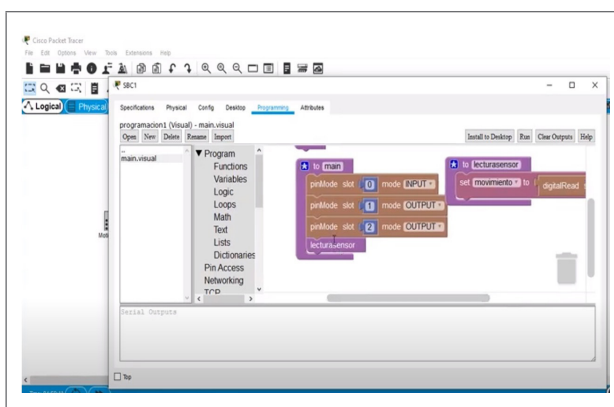 Cisco Packet Tracer
File Edit Options View Tools Extensions Help
Logical Physical
SBC1
Specifications Physical Config Desktop Programming Attributes
programacion1 (Visual) - main.visual
Open New Delete Rename Import Install to Desktop Run Clear Outputs Help
..
main.visual
Program
Functions
Variables
Logic
Loops
Math
Text
Lists
Dictionaries
Pin Access
Networking
TCP
to main
pinMode slot 0 mode INPUT
pinMode slot 1 mode OUTPUT
pinMode slot 2 mode OUTPUT
lecturasensor
to lecturasensor
set movimiento to digitalRead s
Mot
Serial Outputs
Top